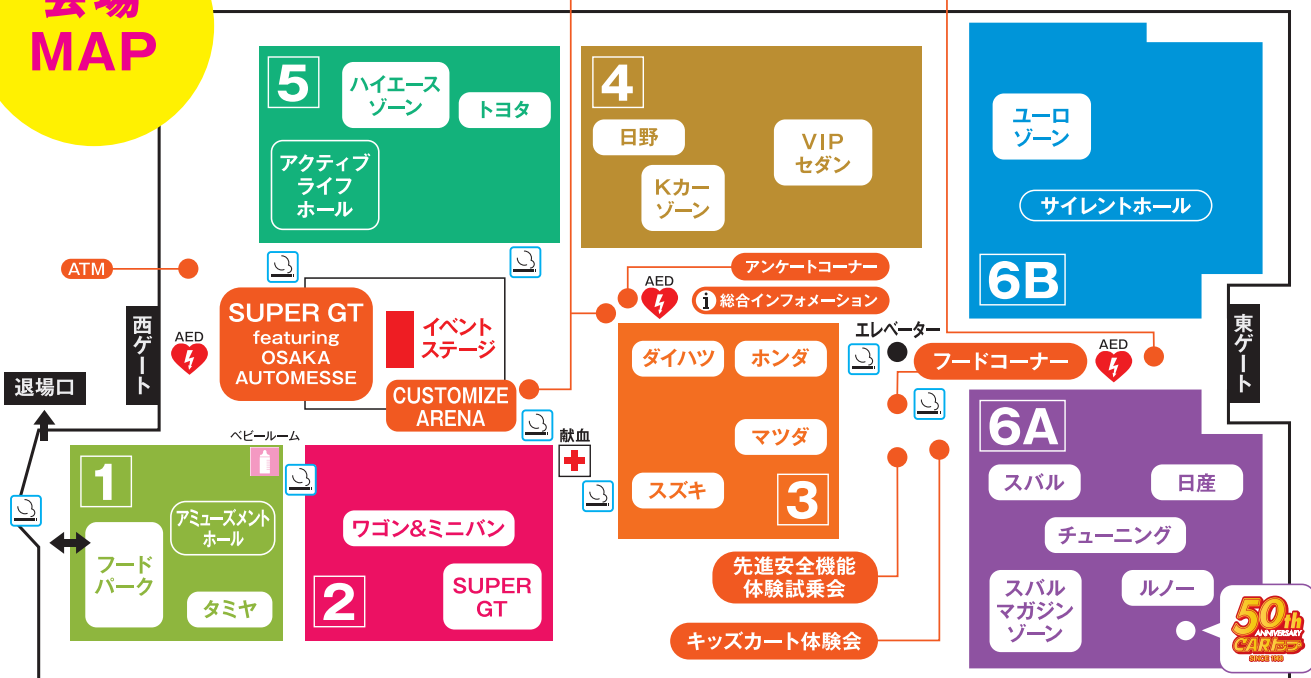 会場
MAP
5
ハイエース
ゾーン
トヨタ
アクティブ
ライフ
ホール
4
日野
VIP
セダン
Kカー
ゾーン
ユーロ
ゾーン
サイレントホール
6B
ATM
西ゲート
AED
退場口
SUPER GT
featuring
OSAKA
AUTOMESSE
イベント
ステージ
CUSTOMIZE
ARENA
アンケートコーナー
AED
i 総合インフォメーション
エレベーター
フードコーナー
AED
東ゲート
ダイハツ
ホンダ
マツダ
スズキ
3
ベビールーム
献血
1
アミューズメント
ホール
フード
パーク
タミヤ
ワゴン&ミニバン
2
SUPER
GT
先進安全機能
体験試乗会
キッズカート体験会
6A
スバル
日産
チューニング
スバル
マガジン
ゾーン
ルノー
50th
ANNIVERSARY
CARトップ
SINCE 1968